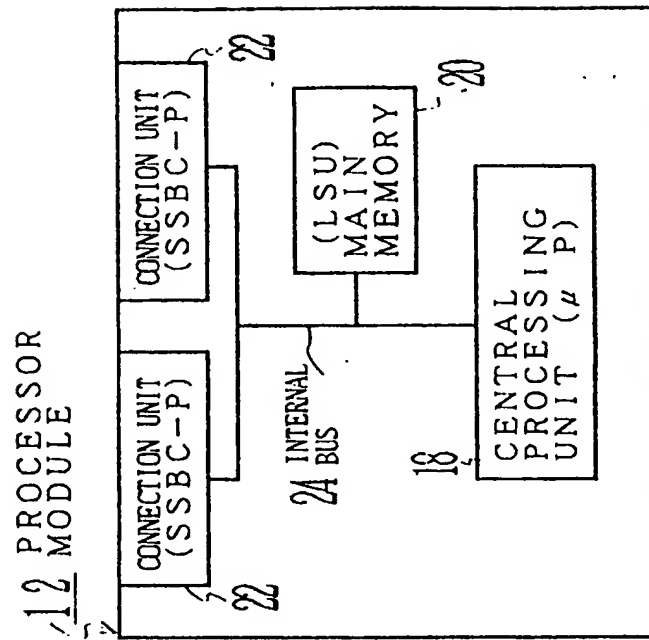 12 PROCESSOR
MODULE
CONNECTION UNIT
(SSBC-P)
22
CONNECTION UNIT
(SSBC-P)
22
24 INTERNAL
BUS
(LSU)
MAIN
MEMORY
20
18
CENTRAL
PROCESSING
UNIT (μP)